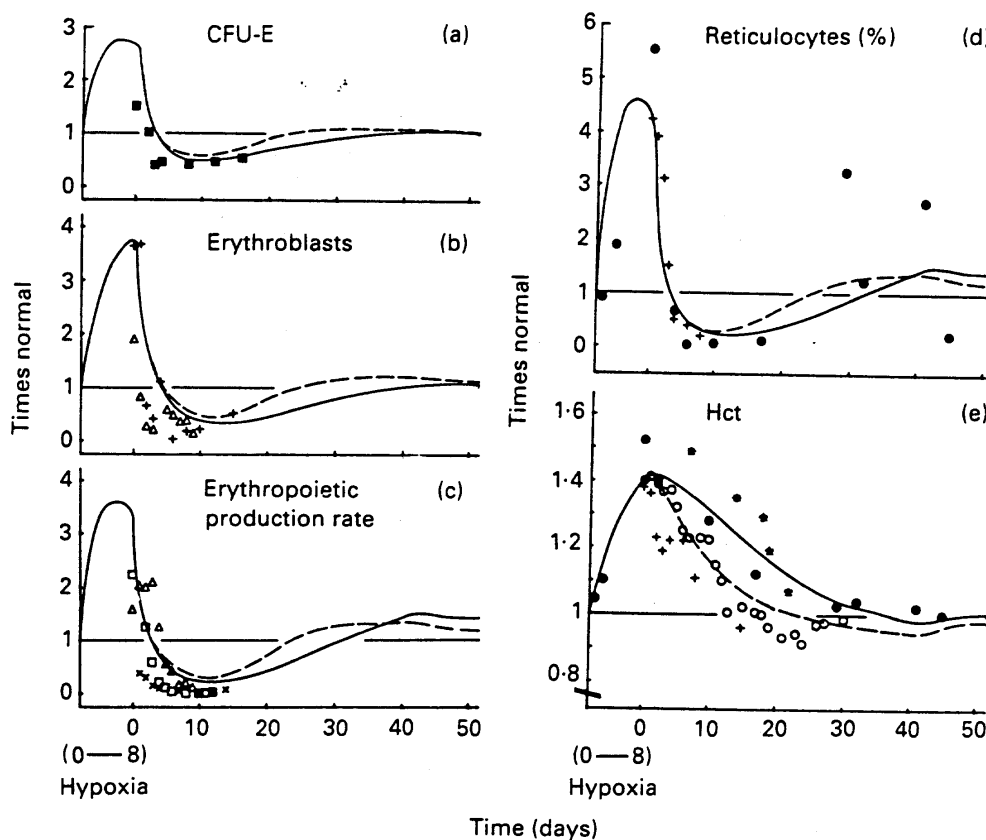 CFU-E (a)
3
2
1
0
Erythroblasts (b)
4
3
2
1
0
Erythropoietic (c)
production rate
4
3
2
1
0
Times normal
0 10 20 30 40 50
(0—8)
Hypoxia
Reticulocytes (%) (d)
6
5
4
3
2
1
0
Hct (e)
1·6
1·4
1·2
1
0·8
Times normal
0 10 20 30 40 50
(0—8)
Hypoxia
Time (days)